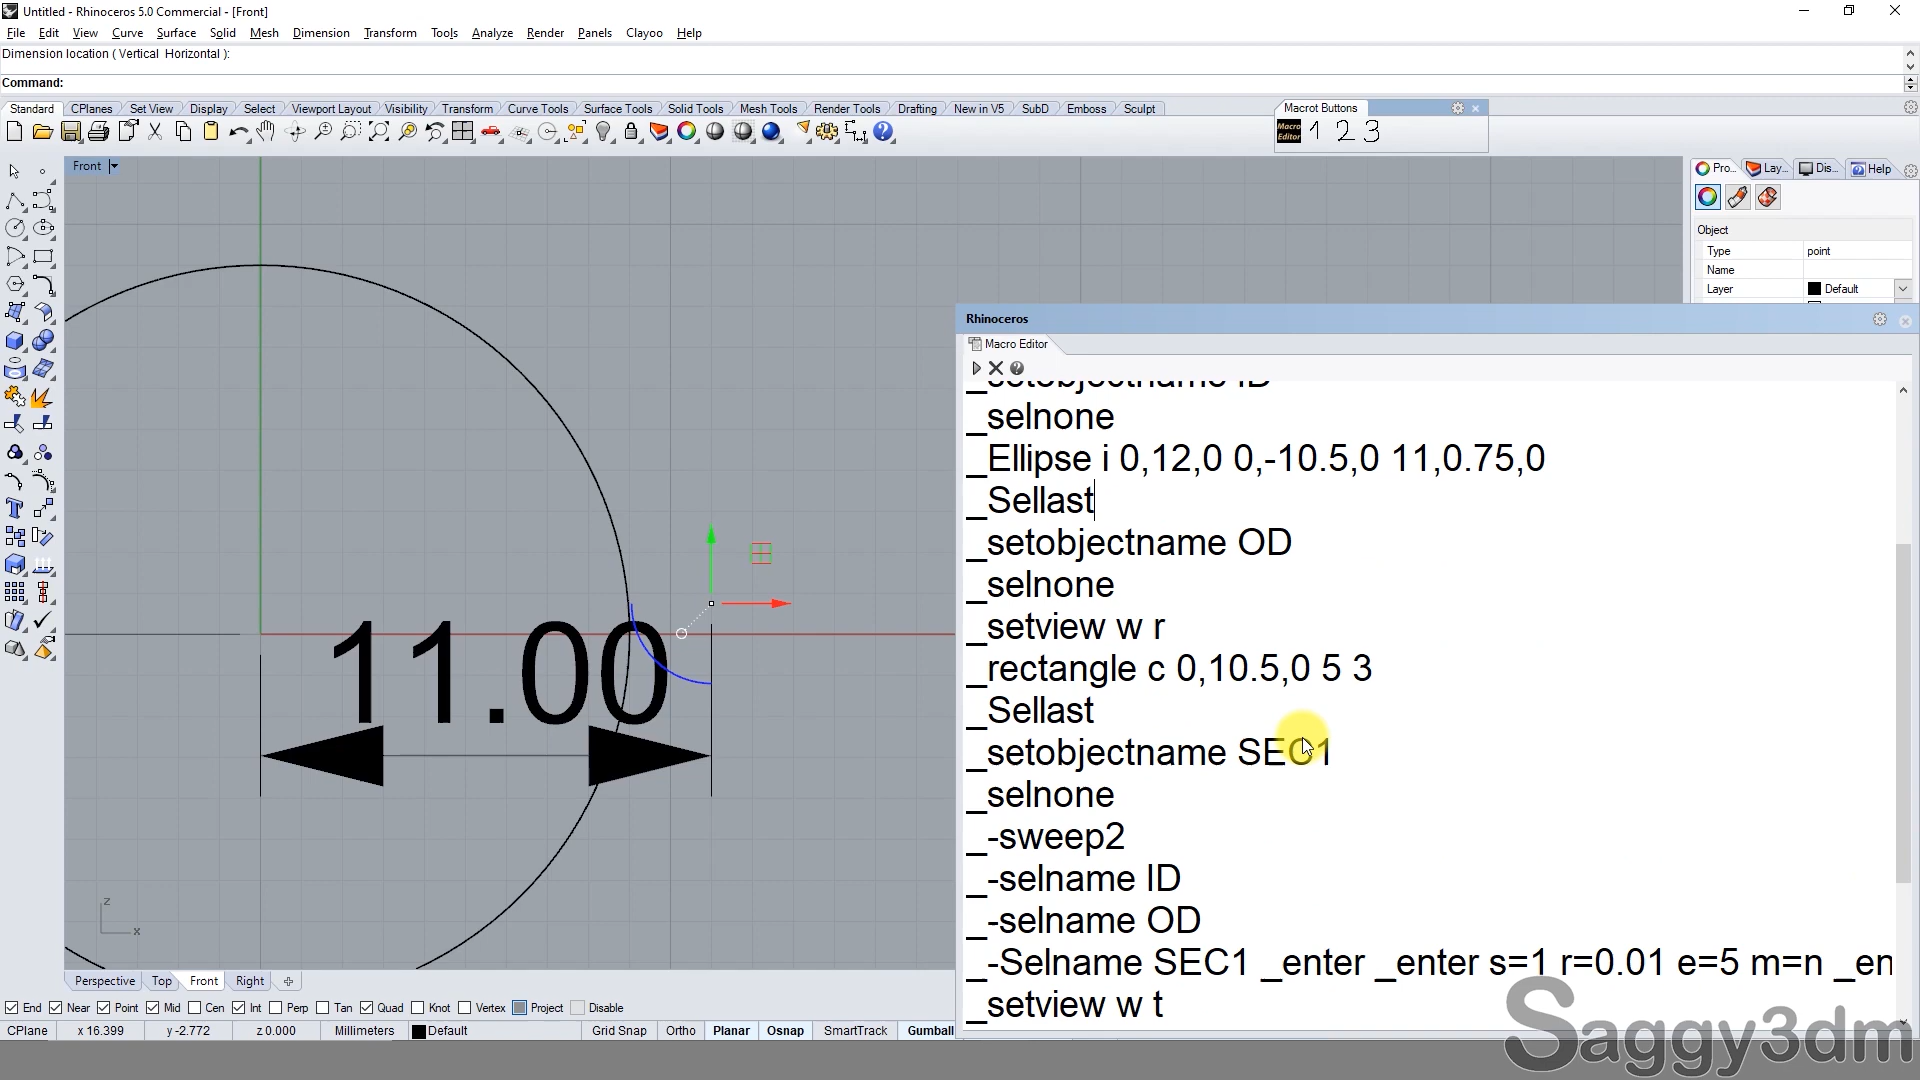 Untitled - Rhinoceros 5.0 Commercial - [Front]
File Edit View Curve Surface Solid Mesh Dimension Transform Tools Analyze Render Panels Clayoo Help
Dimension location ( Vertical Horizontal ):
Command:
Standard CPlanes Set View Display Select Viewport Layout Visibility Transform Curve Tools Surface Tools Solid Tools Mesh Tools Render Tools Drafting New in V5 SubD Emboss Sculpt
Macrot Buttons
Macro Editor 1 2 3
Front
Pro... Lay... Dis... Help
Object
Type point
Name
Layer Default
Rhinoceros
Macro Editor
_setobjectname ID
_selnone
_Ellipse i 0,12,0 0,-10.5,0 11,0.75,0
_Sellast
_setobjectname OD
_selnone
_setview w r
_rectangle c 0,10.5,0 5 3
_Sellast
_setobjectname SEC1
_selnone
_-sweep2
_-selname ID
_-selname OD
_-Selname SEC1 _enter _enter s=1 r=0.01 e=5 m=n _en
_setview w t
11.00
z
x
Perspective Top Front Right
End Near Point Mid Cen Int Perp Tan Quad Knot Vertex Project Disable
CPlane x 16.399 y -2.772 z 0.000 Millimeters Default Grid Snap Ortho Planar Osnap SmartTrack Gumball
Saggy3dm